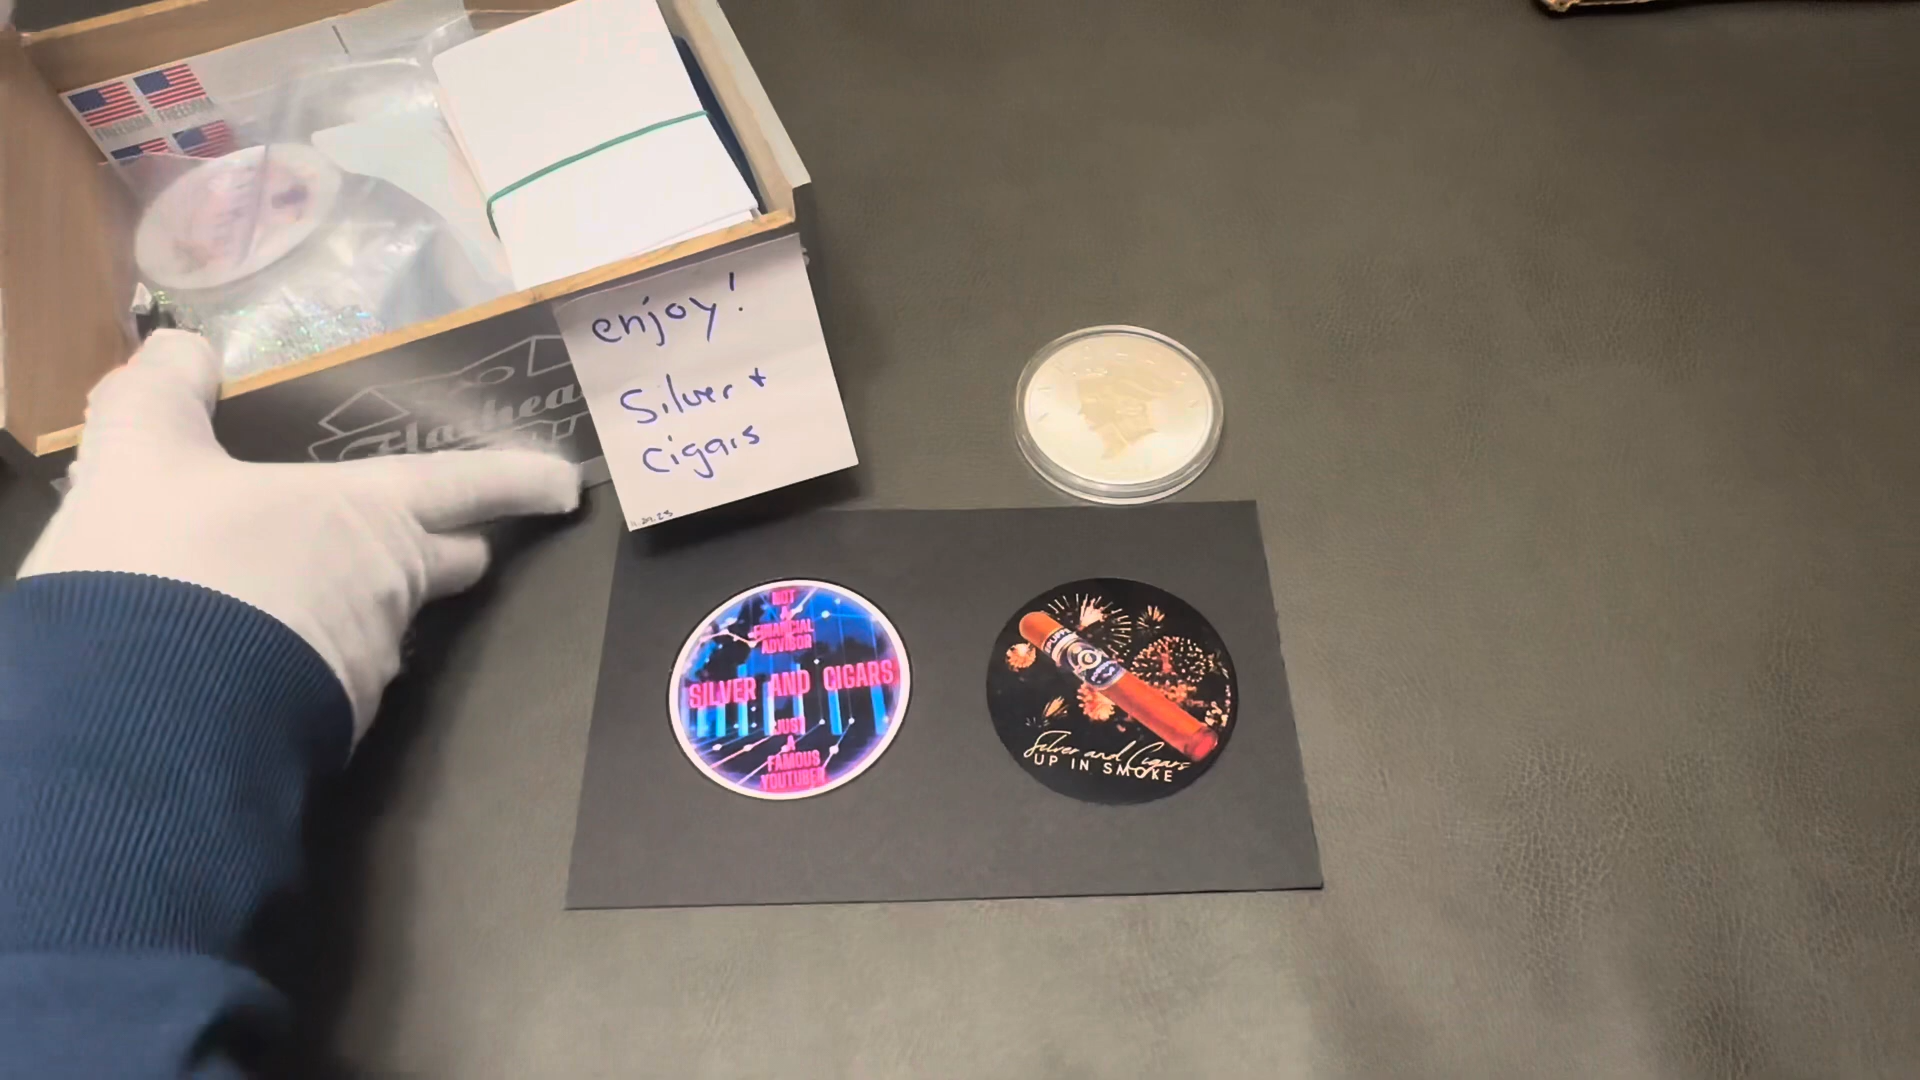 FREEDOM FREEDOM
enjoy!
Silver +
cigars
NOT
A
FINANCIAL
ADVISOR
SILVER AND CIGARS
JUST
A
FAMOUS
YOUTUBER
Silver and Cigars
UP IN SMOKE